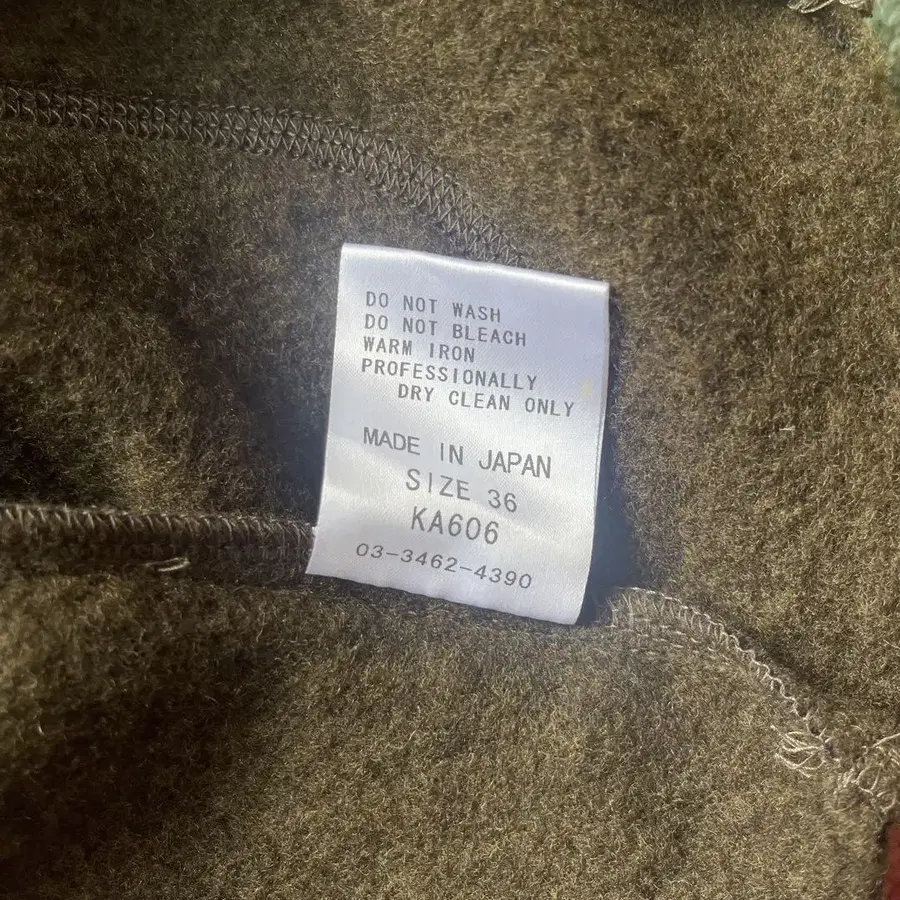 DO NOT WASH
DO NOT BLEACH
WARM IRON
PROFESSIONALLY
DRY CLEAN ONLY
MADE IN JAPAN
SIZE 36
KA606
03-3462-4390